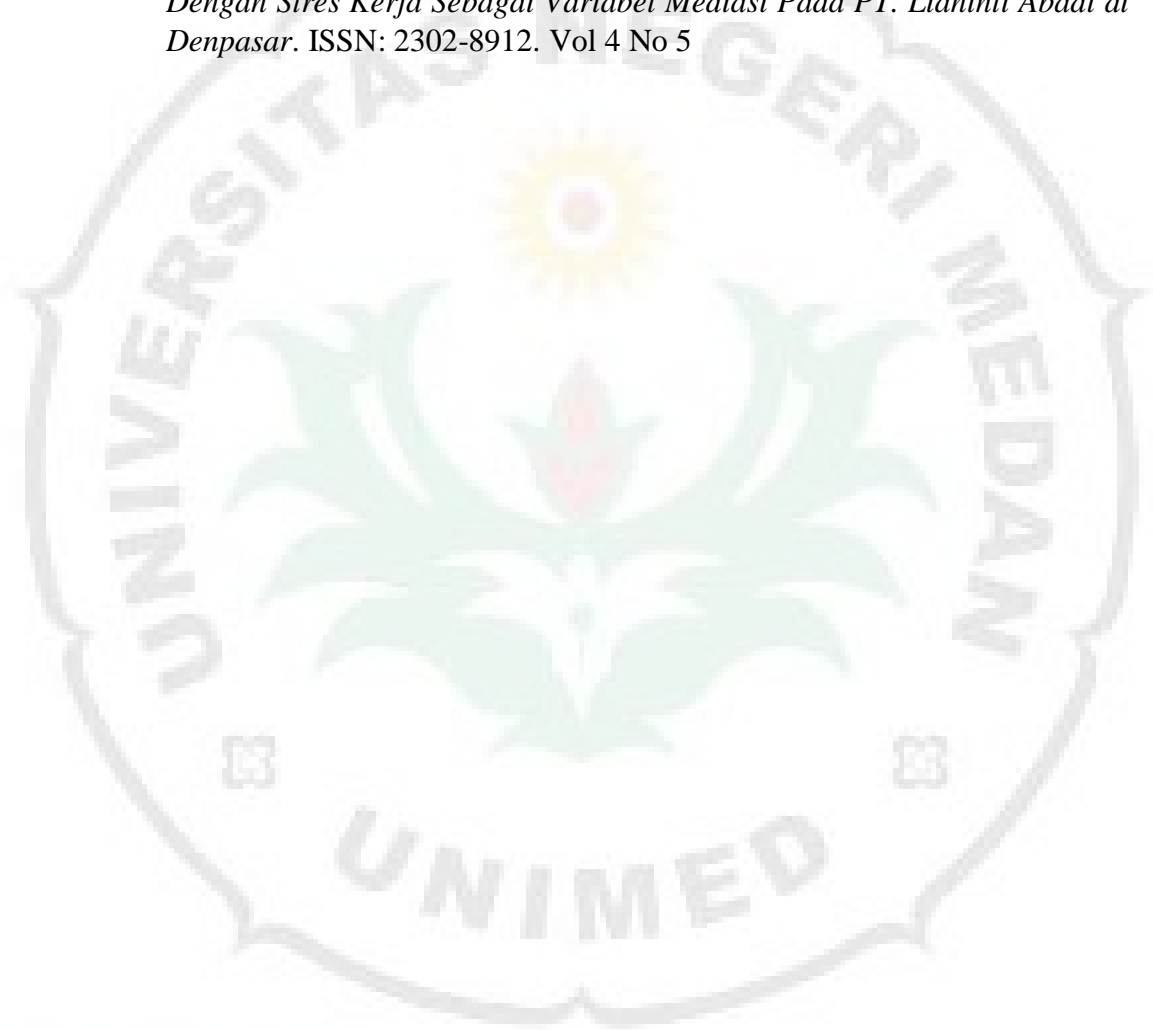 Dengan Stres Kerja Sebagai Variabel Mediasi Pada PT. Lianinti Abadi di
Denpasar. ISSN: 2302-8912. Vol 4 No 5
UNIVERSITAS NEGERI MEDAN
UNIMED